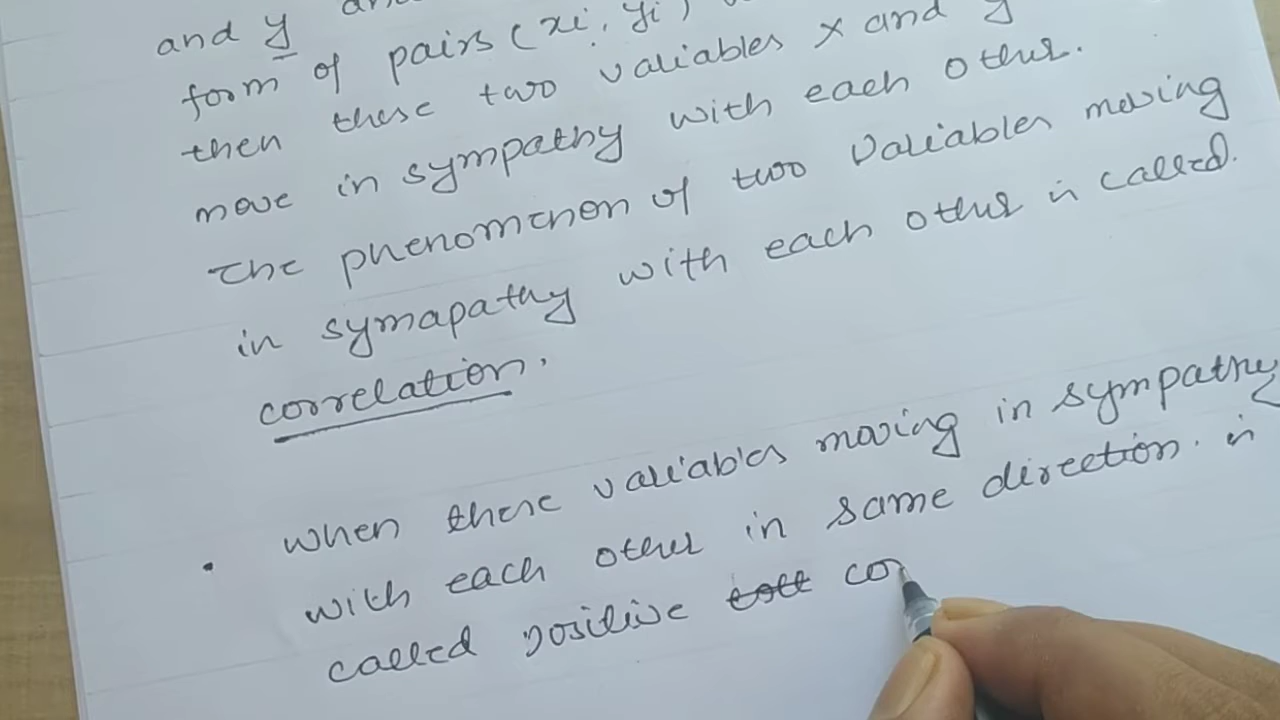 and y
form of pairs (xi, yi)
then these two variables x and y
move in sympathy with each other.
The phenomenon of two variables moving
in symapathy with each other is called.
correlation.
• when these variables moving in sympathy
with each other in same direction. is
called positive co